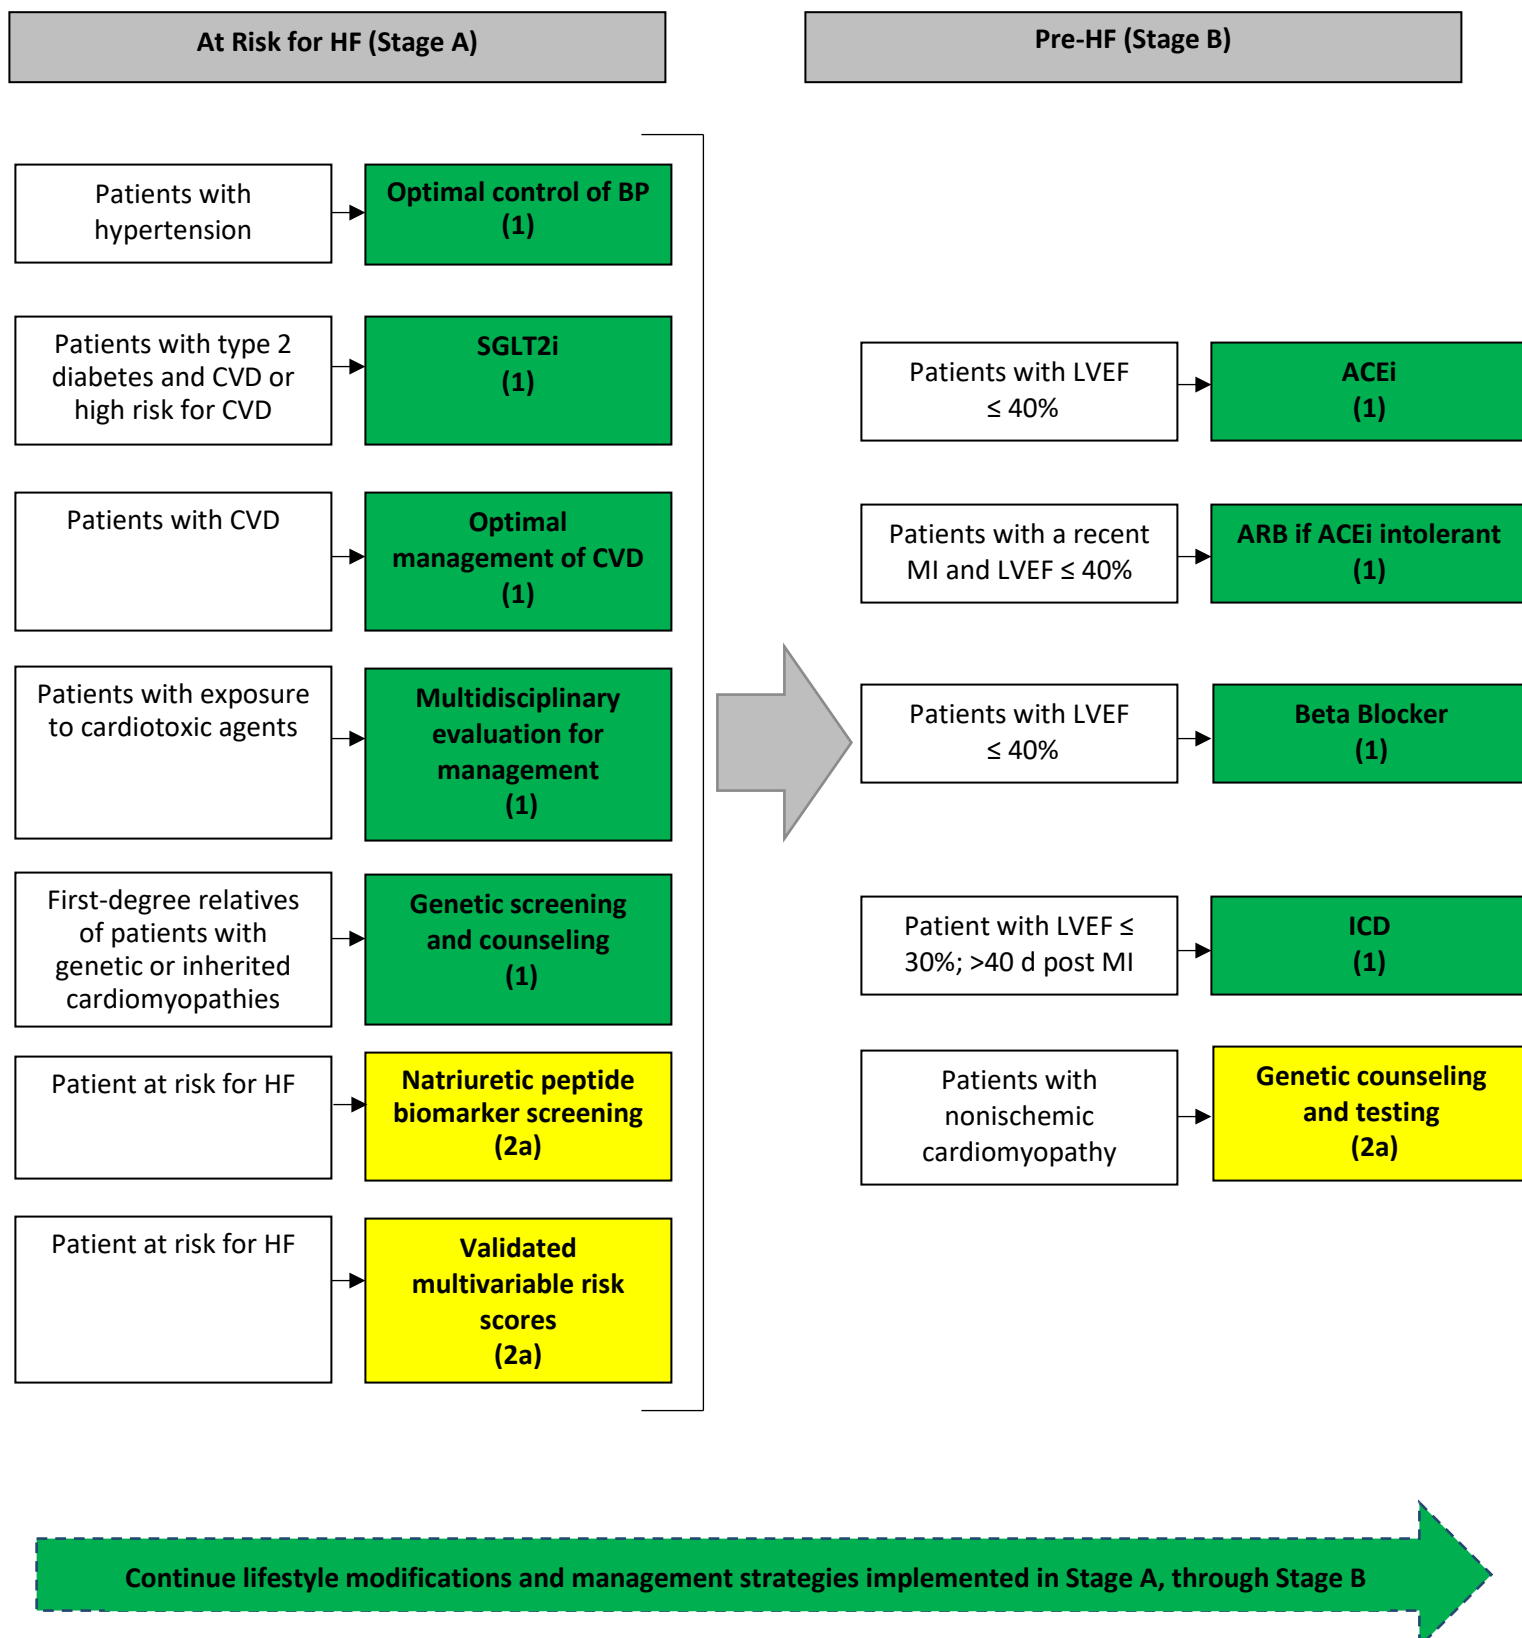 At Risk for HF (Stage A)
Patients with
hypertension
Optimal control of BP
(1)
Patients with type 2
diabetes and CVD or
high risk for CVD
SGLT2i
(1)
Patients with CVD
Optimal
management of CVD
(1)
Patients with exposure
to cardiotoxic agents
Multidisciplinary
evaluation for
management
(1)
First-degree relatives
of patients with
genetic or inherited
cardiomyopathies
Genetic screening
and counseling
(1)
Patient at risk for HF
Natriuretic peptide
biomarker screening
(2a)
Patient at risk for HF
Validated
multivariable risk
scores
(2a)
Pre-HF (Stage B)
Patients with LVEF
≤ 40%
ACEi
(1)
Patients with a recent
MI and LVEF ≤ 40%
ARB if ACEi intolerant
(1)
Patients with LVEF
≤ 40%
Beta Blocker
(1)
Patient with LVEF ≤
30%; >40 d post MI
ICD
(1)
Patients with
nonischemic
cardiomyopathy
Genetic counseling
and testing
(2a)
Continue lifestyle modifications and management strategies implemented in Stage A, through Stage B